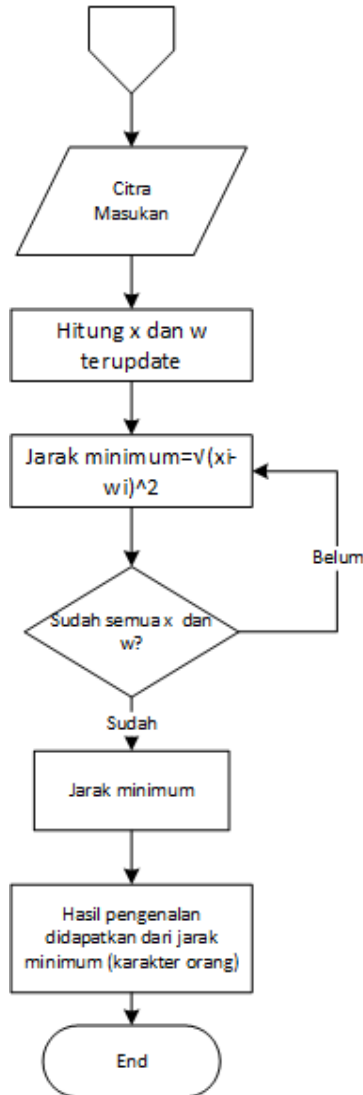 Citra
Masukan
Hitung x dan w
terupdate
Jarak minimum=√(xi-
wi)^2
Belum
Sudah semua x dan
w?
Sudah
Jarak minimum
Hasil pengenalan
didapatkan dari jarak
minimum (karakter orang)
End